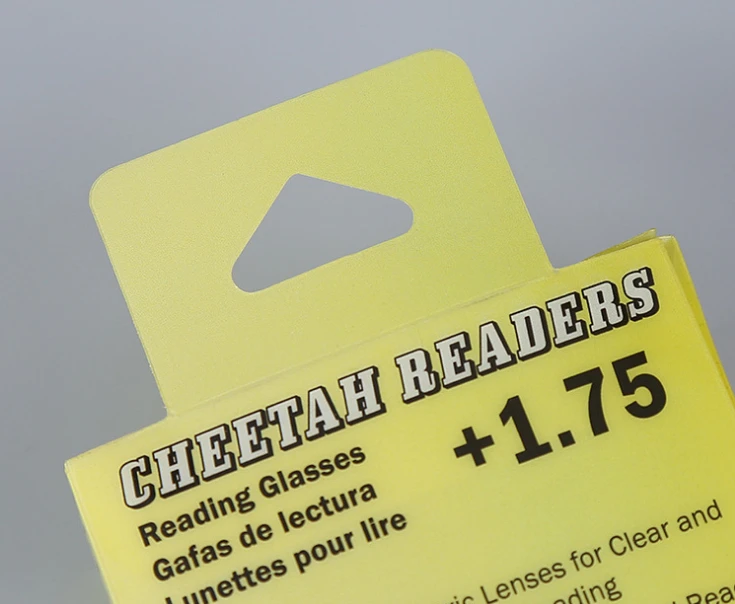 CHEETAH READERS
+1.75
Reading Glasses
Gafas de lectura
Lunettes pour lire
Lenses for Clear and